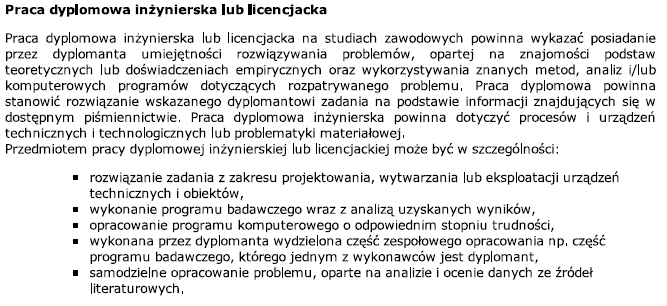 Praca dyplomowa inżynierska lub licencjacka
Praca dyplomowa inżynierska lub licencjacka na studiach zawodowych powinna wykazać posiadanie
przez dyplomanta umiejętności rozwiązywania problemów, opartej na znajomości podstaw
teoretycznych lub doświadczeniach empirycznych oraz wykorzystywania znanych metod, analiz i/lub
komputerowych programów dotyczących rozpatrywanego problemu. Praca dyplomowa powinna
stanowić rozwiązanie wskazanego dyplomantowi zadania na podstawie informacji znajdujących się w
dostępnym piśmiennictwie. Praca dyplomowa inżynierska powinna dotyczyć procesów i urządzeń
technicznych i technologicznych lub problematyki materiałowej.
Przedmiotem pracy dyplomowej inżynierskiej lub licencjackiej może być w szczególności:
▪ rozwiązanie zadania z zakresu projektowania, wytwarzania lub eksploatacji urządzeń
technicznych i obiektów,
▪ wykonanie programu badawczego wraz z analizą uzyskanych wyników,
▪ opracowanie programu komputerowego o odpowiednim stopniu trudności,
▪ wykonana przez dyplomanta wydzielona część zespołowego opracowania np. część
programu badawczego, którego jednym z wykonawców jest dyplomant,
▪ samodzielne opracowanie problemu, oparte na analizie i ocenie danych ze źródeł
literaturowych.